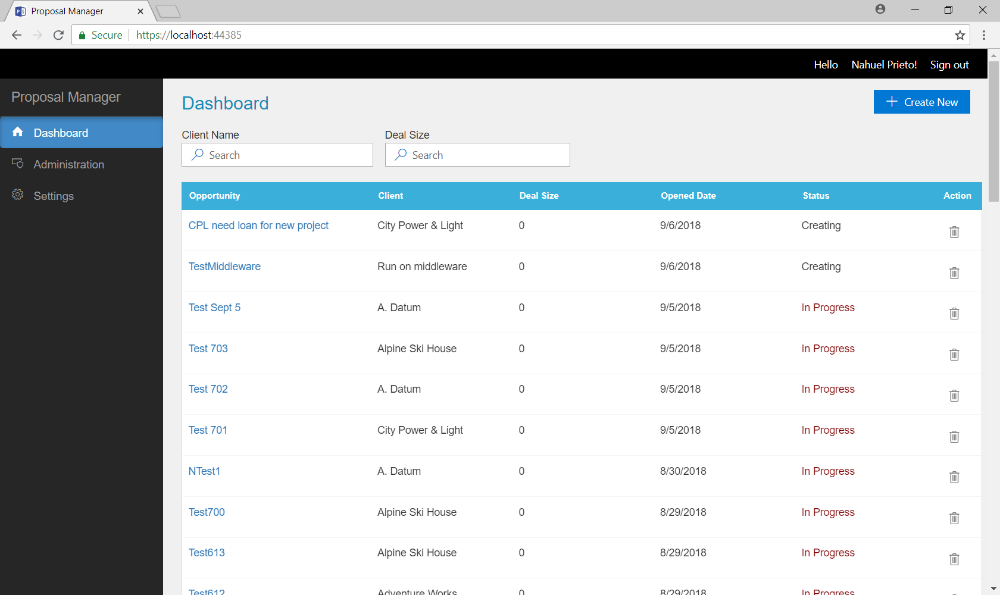 Proposal Manager
Secure https://localhost:44385
Hello Nahuel Prieto! Sign out
Proposal Manager
Dashboard
Administration
Settings
Dashboard
Create New
Client Name Deal Size
Search Search
Opportunity Client Deal Size Opened Date Status Action
CPL need loan for new project City Power & Light 0 9/6/2018 Creating
TestMiddleware Run on middleware 0 9/6/2018 Creating
Test Sept 5 A. Datum 0 9/5/2018 In Progress
Test 703 Alpine Ski House 0 9/5/2018 In Progress
Test 702 A. Datum 0 9/5/2018 In Progress
Test 701 City Power & Light 0 9/5/2018 In Progress
NTest1 A. Datum 0 8/30/2018 In Progress
Test700 Alpine Ski House 0 8/29/2018 In Progress
Test613 Alpine Ski House 0 8/29/2018 In Progress
Test612 Adventure Works 0 8/29/2018 In Progress